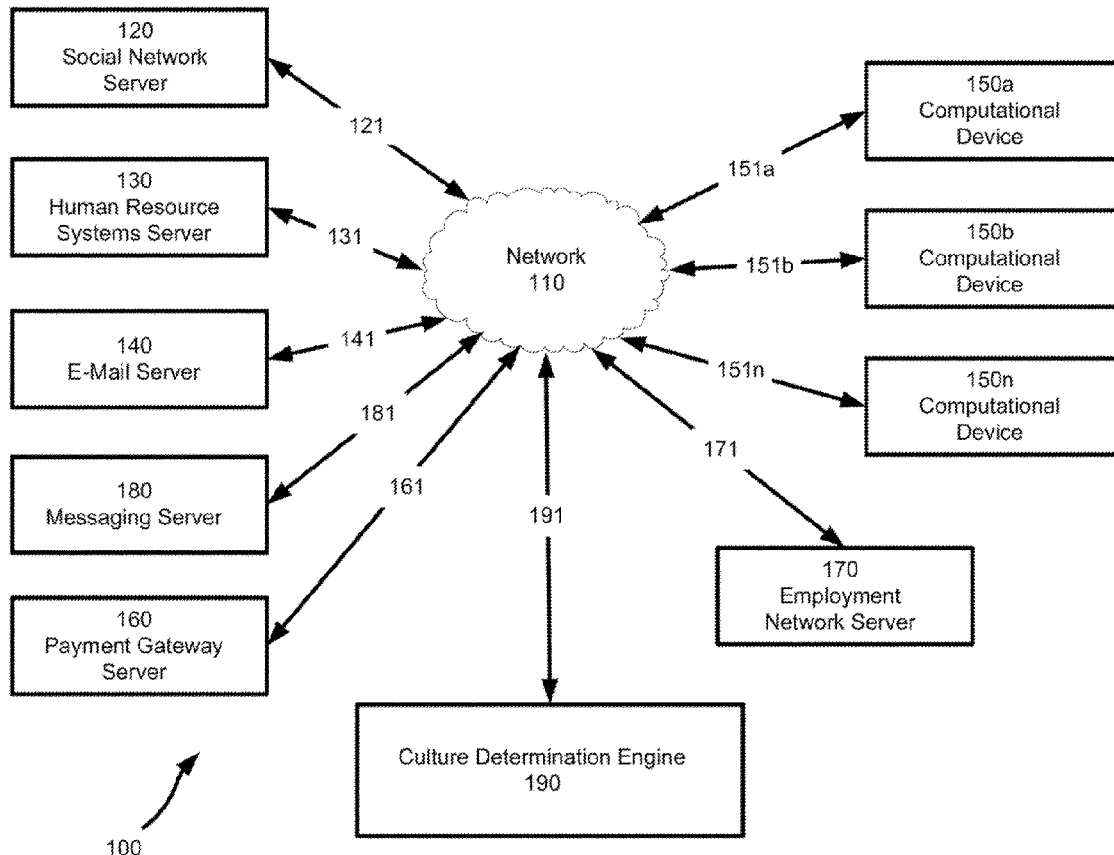 120
Social Network
Server
121
130
Human Resource
Systems Server
131
140
E-Mail Server
141
180
Messaging Server
181
160
Payment Gateway
Server
161
Network
110
150a
Computational
Device
151a
150b
Computational
Device
151b
150n
Computational
Device
151n
171
170
Employment
Network Server
191
Culture Determination Engine
190
100